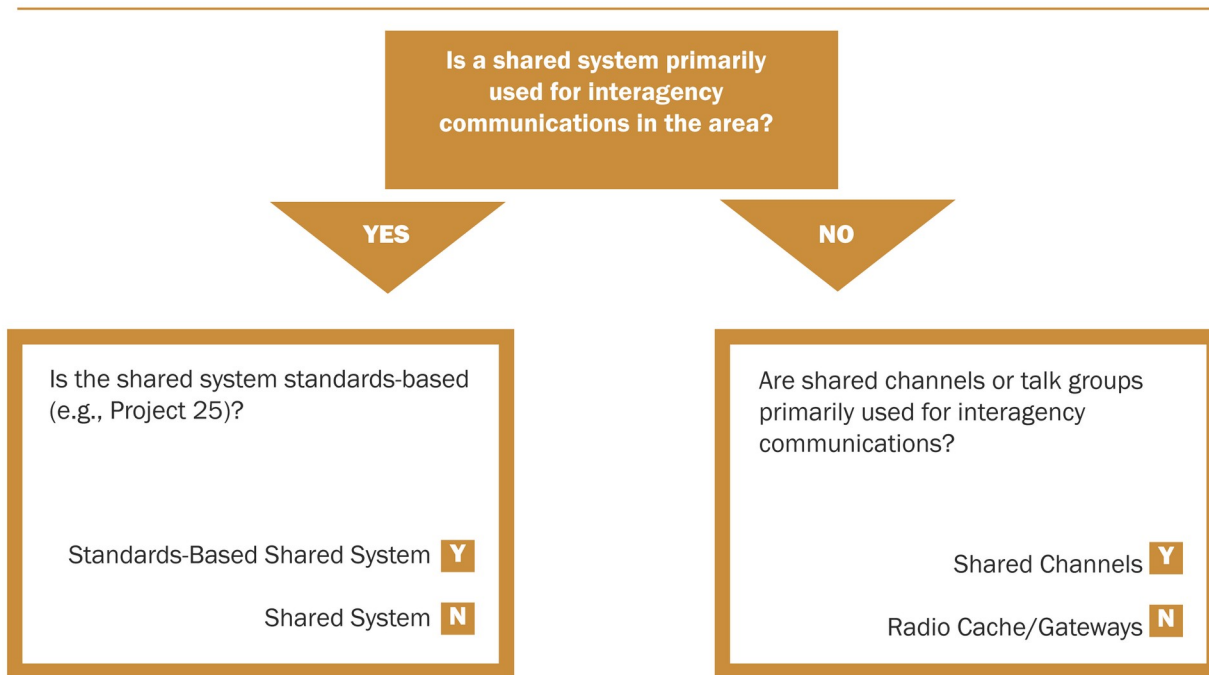 Is a shared system primarily
used for interagency
communications in the area?
YES
NO
Is the shared system standards-based
(e.g., Project 25)?
Standards-Based Shared System Y
Shared System N
Are shared channels or talk groups
primarily used for interagency
communications?
Shared Channels Y
Radio Cache/Gateways N